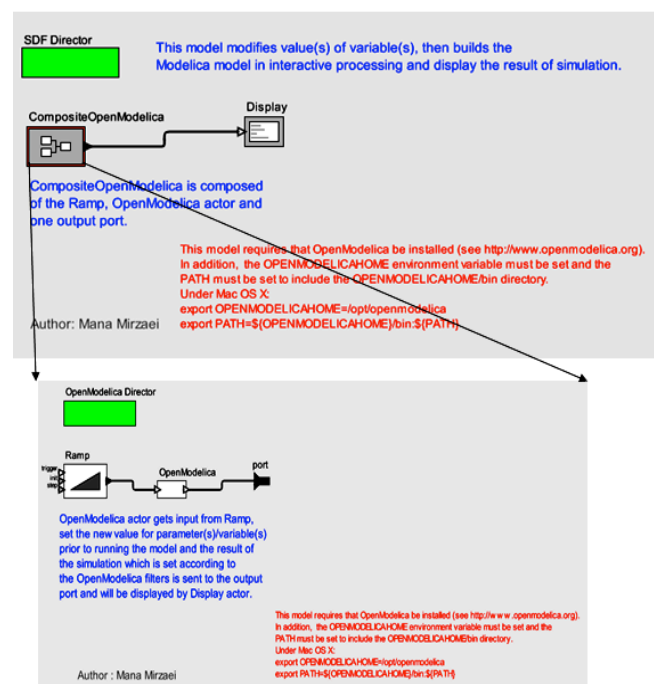 SDF Director
This model modifies value(s) of variable(s), then builds the
Modelica model in interactive processing and display the result of simulation.
CompositeOpenModelica
Display
CompositeOpenModelica is composed
of the Ramp, OpenModelica actor and
one output port.
This model requires that OpenModelica be installed (see http://www.openmodelica.org).
In addition, the OPENMODELICAHOME environment variable must be set and the
PATH must be set to include the OPENMODELICAHOME/bin directory.
Under Mac OS X:
export OPENMODELICAHOME=/opt/openmodelica
export PATH=${OPENMODELICAHOME}/bin:${PATH}
Author: Mana Mirzaei
OpenModelica Director
Ramp
trigger
init
step
OpenModelica
port
OpenModelica actor gets input from Ramp,
set the new value for parameter(s)/variable(s)
prior to running the model and the result of
the simulation which is set according to
the OpenModelica filters is sent to the output
port and will be displayed by Display actor.
This model requires that OpenModelica be installed (see http://www.openmodelica.org).
In addition, the OPENMODELICAHOME environment variable must be set and the
PATH must be set to include the OPENMODELICAHOME/bin directory.
Under Mac OS X:
export OPENMODELICAHOME=/opt/openmodelica
export PATH=${OPENMODELICAHOME}/bin:${PATH}
Author : Mana Mirzaei